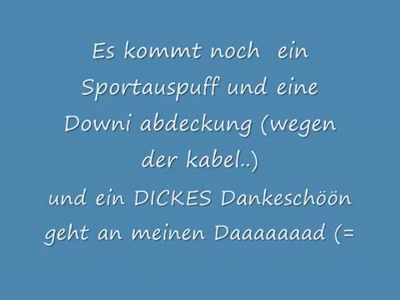 Es kommt noch ein
Sportauspuff und eine
Downi abdeckung (wegen
der kabel..)
und ein DICKES Dankeschöön
geht an meinen Daaaaaaad (=